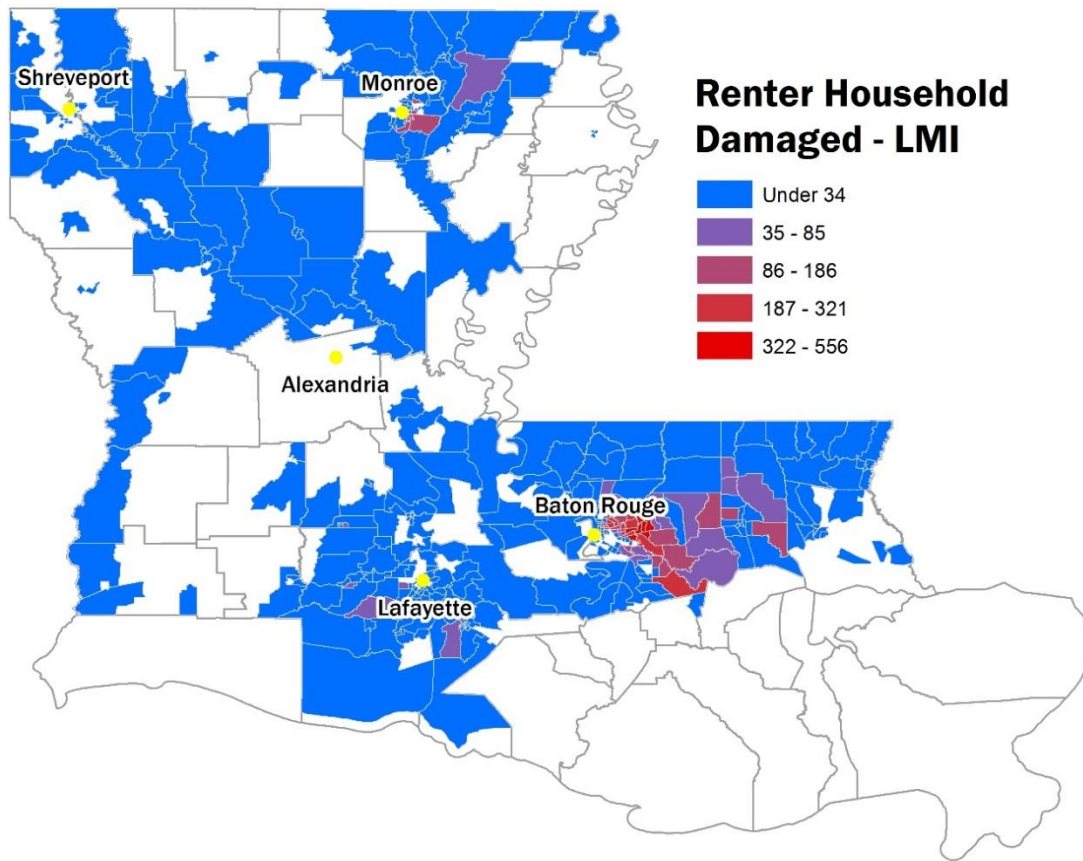 Shreveport
Monroe
Renter Household
Damaged - LMI
Under 34
35 - 85
86 - 186
187 - 321
322 - 556
Alexandria
Baton Rouge
Lafayette